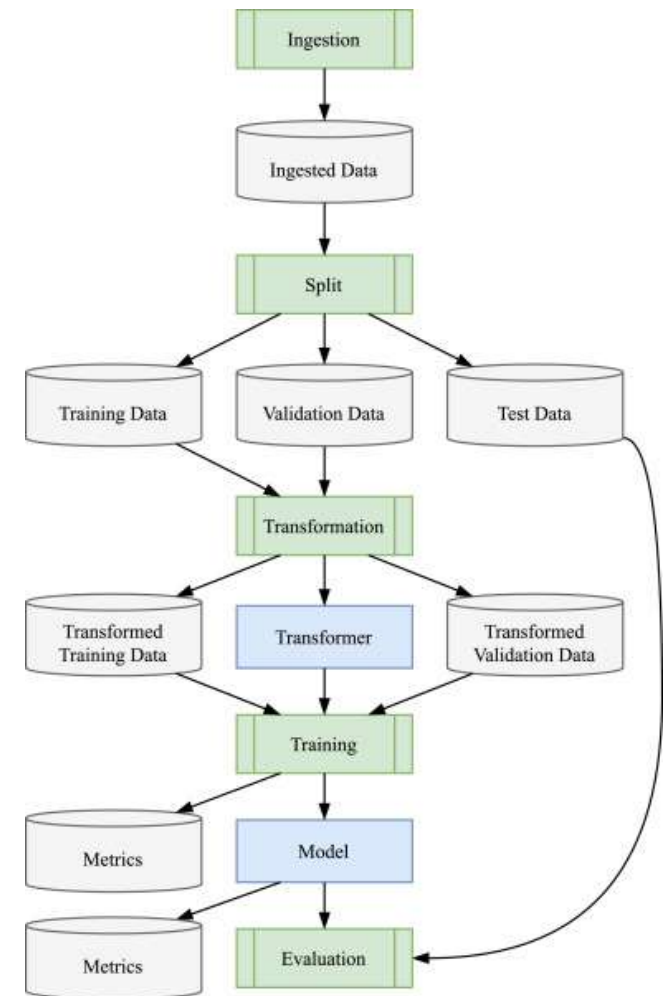 Ingestion
Ingested Data
Split
Training Data
Validation Data
Test Data
Transformation
Transformed
Training Data
Transformer
Transformed
Validation Data
Training
Metrics
Model
Metrics
Evaluation